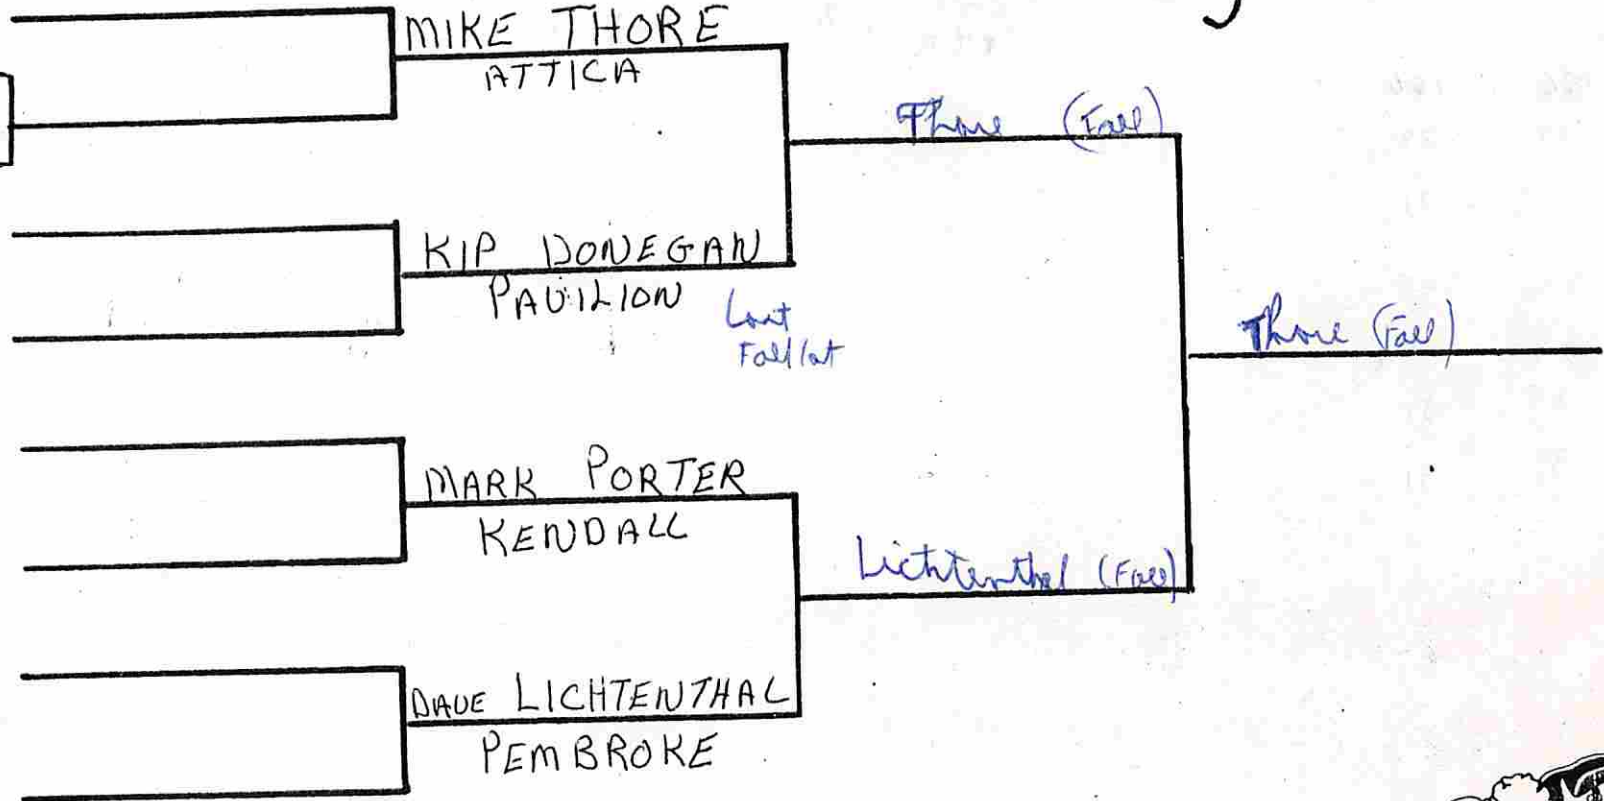 MIKE THORE
ATTICA
Thore (Fall)
KIP DONEGAN
PAVILION
Lost
Fall
Thore (Fall)
MARK PORTER
KENDALL
Lichtenthal (Fall)
DAVE LICHTENTHAL
PEMBROKE